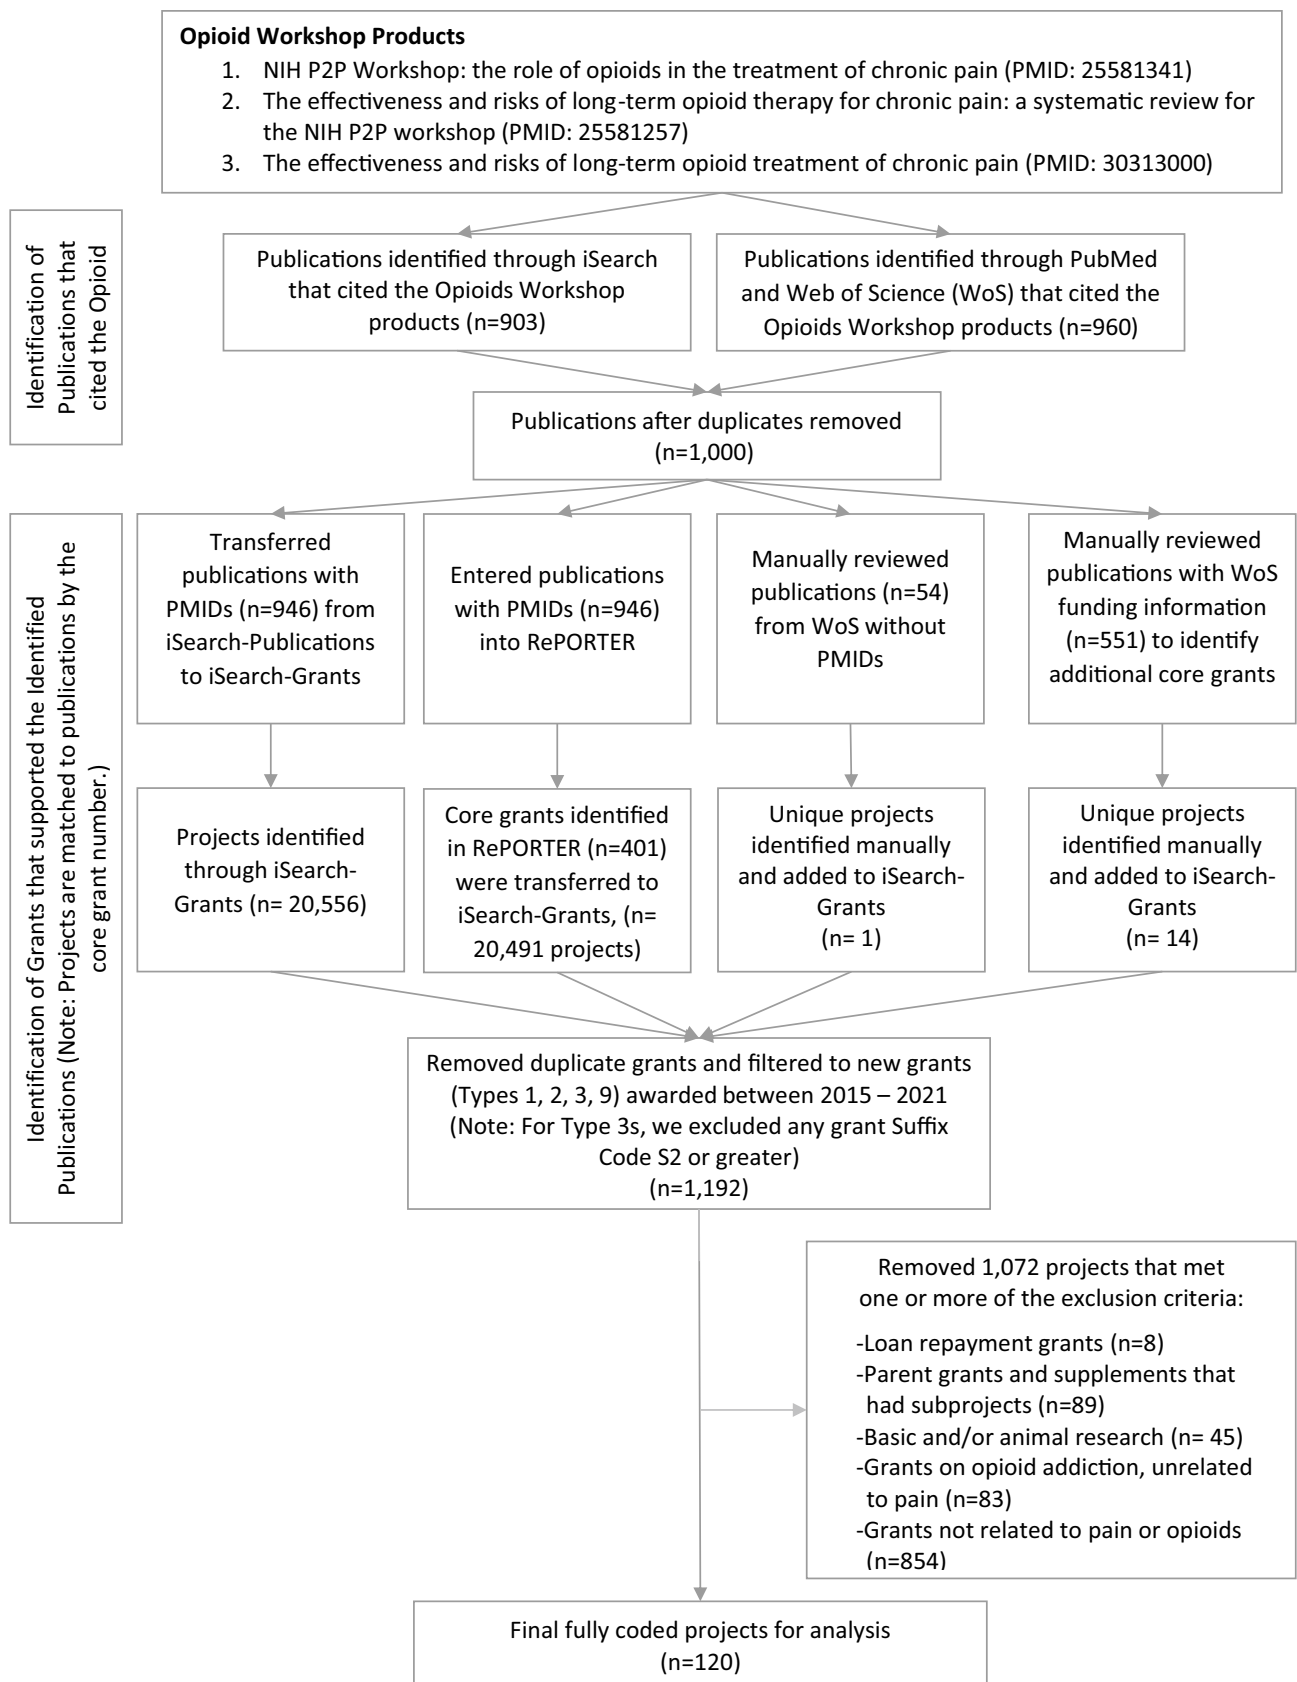 Opioid Workshop Products
1. NIH P2P Workshop: the role of opioids in the treatment of chronic pain (PMID: 25581341)
2. The effectiveness and risks of long-term opioid therapy for chronic pain: a systematic review for
the NIH P2P workshop (PMID: 25581257)
3. The effectiveness and risks of long-term opioid treatment of chronic pain (PMID: 30313000)
Identification of
Publications that
cited the Opioid
Publications identified through iSearch
that cited the Opioids Workshop
products (n=903)
Publications identified through PubMed
and Web of Science (WoS) that cited the
Opioids Workshop products (n=960)
Publications after duplicates removed
(n=1,000)
Identification of Grants that supported the Identified
Publications (Note: Projects are matched to publications by the
core grant number.)
Transferred
publications with
PMIDs (n=946) from
iSearch-Publications
to iSearch-Grants
Entered publications
with PMIDs (n=946)
into RePORTER
Manually reviewed
publications (n=54)
from WoS without
PMIDs
Manually reviewed
publications with WoS
funding information
(n=551) to identify
additional core grants
Projects identified
through iSearch-
Grants (n= 20,556)
Core grants identified
in RePORTER (n=401)
were transferred to
iSearch-Grants, (n=
20,491 projects)
Unique projects
identified manually
and added to iSearch-
Grants
(n= 1)
Unique projects
identified manually
and added to iSearch-
Grants
(n= 14)
Removed duplicate grants and filtered to new grants
(Types 1, 2, 3, 9) awarded between 2015 – 2021
(Note: For Type 3s, we excluded any grant Suffix
Code S2 or greater)
(n=1,192)
Removed 1,072 projects that met
one or more of the exclusion criteria:
-Loan repayment grants (n=8)
-Parent grants and supplements that
had subprojects (n=89)
-Basic and/or animal research (n= 45)
-Grants on opioid addiction, unrelated
to pain (n=83)
-Grants not related to pain or opioids
(n=854)
Final fully coded projects for analysis
(n=120)